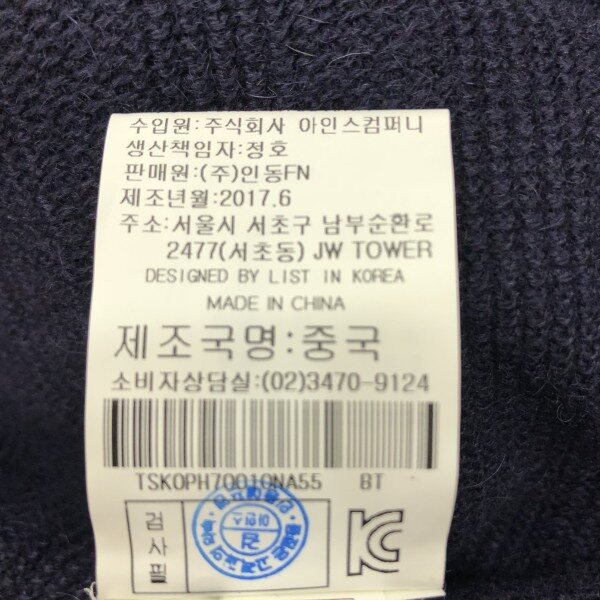 수입원:주식회사 아인스컴퍼니
생산책임자:정호
판매원:(주)인동FN
제조년월:2017.6
주소:서울시 서초구 남부순환로
2477(서초동) JW TOWER
DESIGNED BY LIST IN KOREA
MADE IN CHINA
제조국명:중국
소비자상담실:(02)3470-9124
TSKOPH70010NA55 BT
검사필